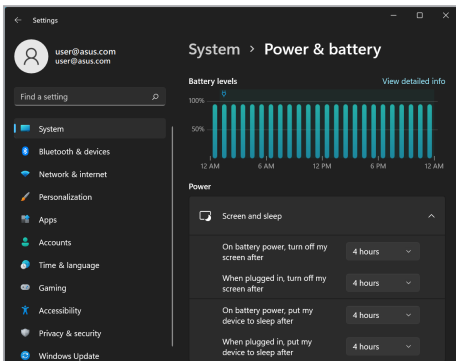 Settings
user@asus.com
user@asus.com
Find a setting
System
Bluetooth & devices
Network & internet
Personalization
Apps
Accounts
Time & language
Gaming
Accessibility
Privacy & security
Windows Update
System > Power & battery
Battery levels
View detailed info
100%
50%
12 AM 6 AM 12 PM 6 PM 12 AM
Power
Screen and sleep
On battery power, turn off my
screen after
4 hours
When plugged in, turn off my
screen after
4 hours
On battery power, put my
device to sleep after
4 hours
When plugged in, put my
device to sleep after
4 hours